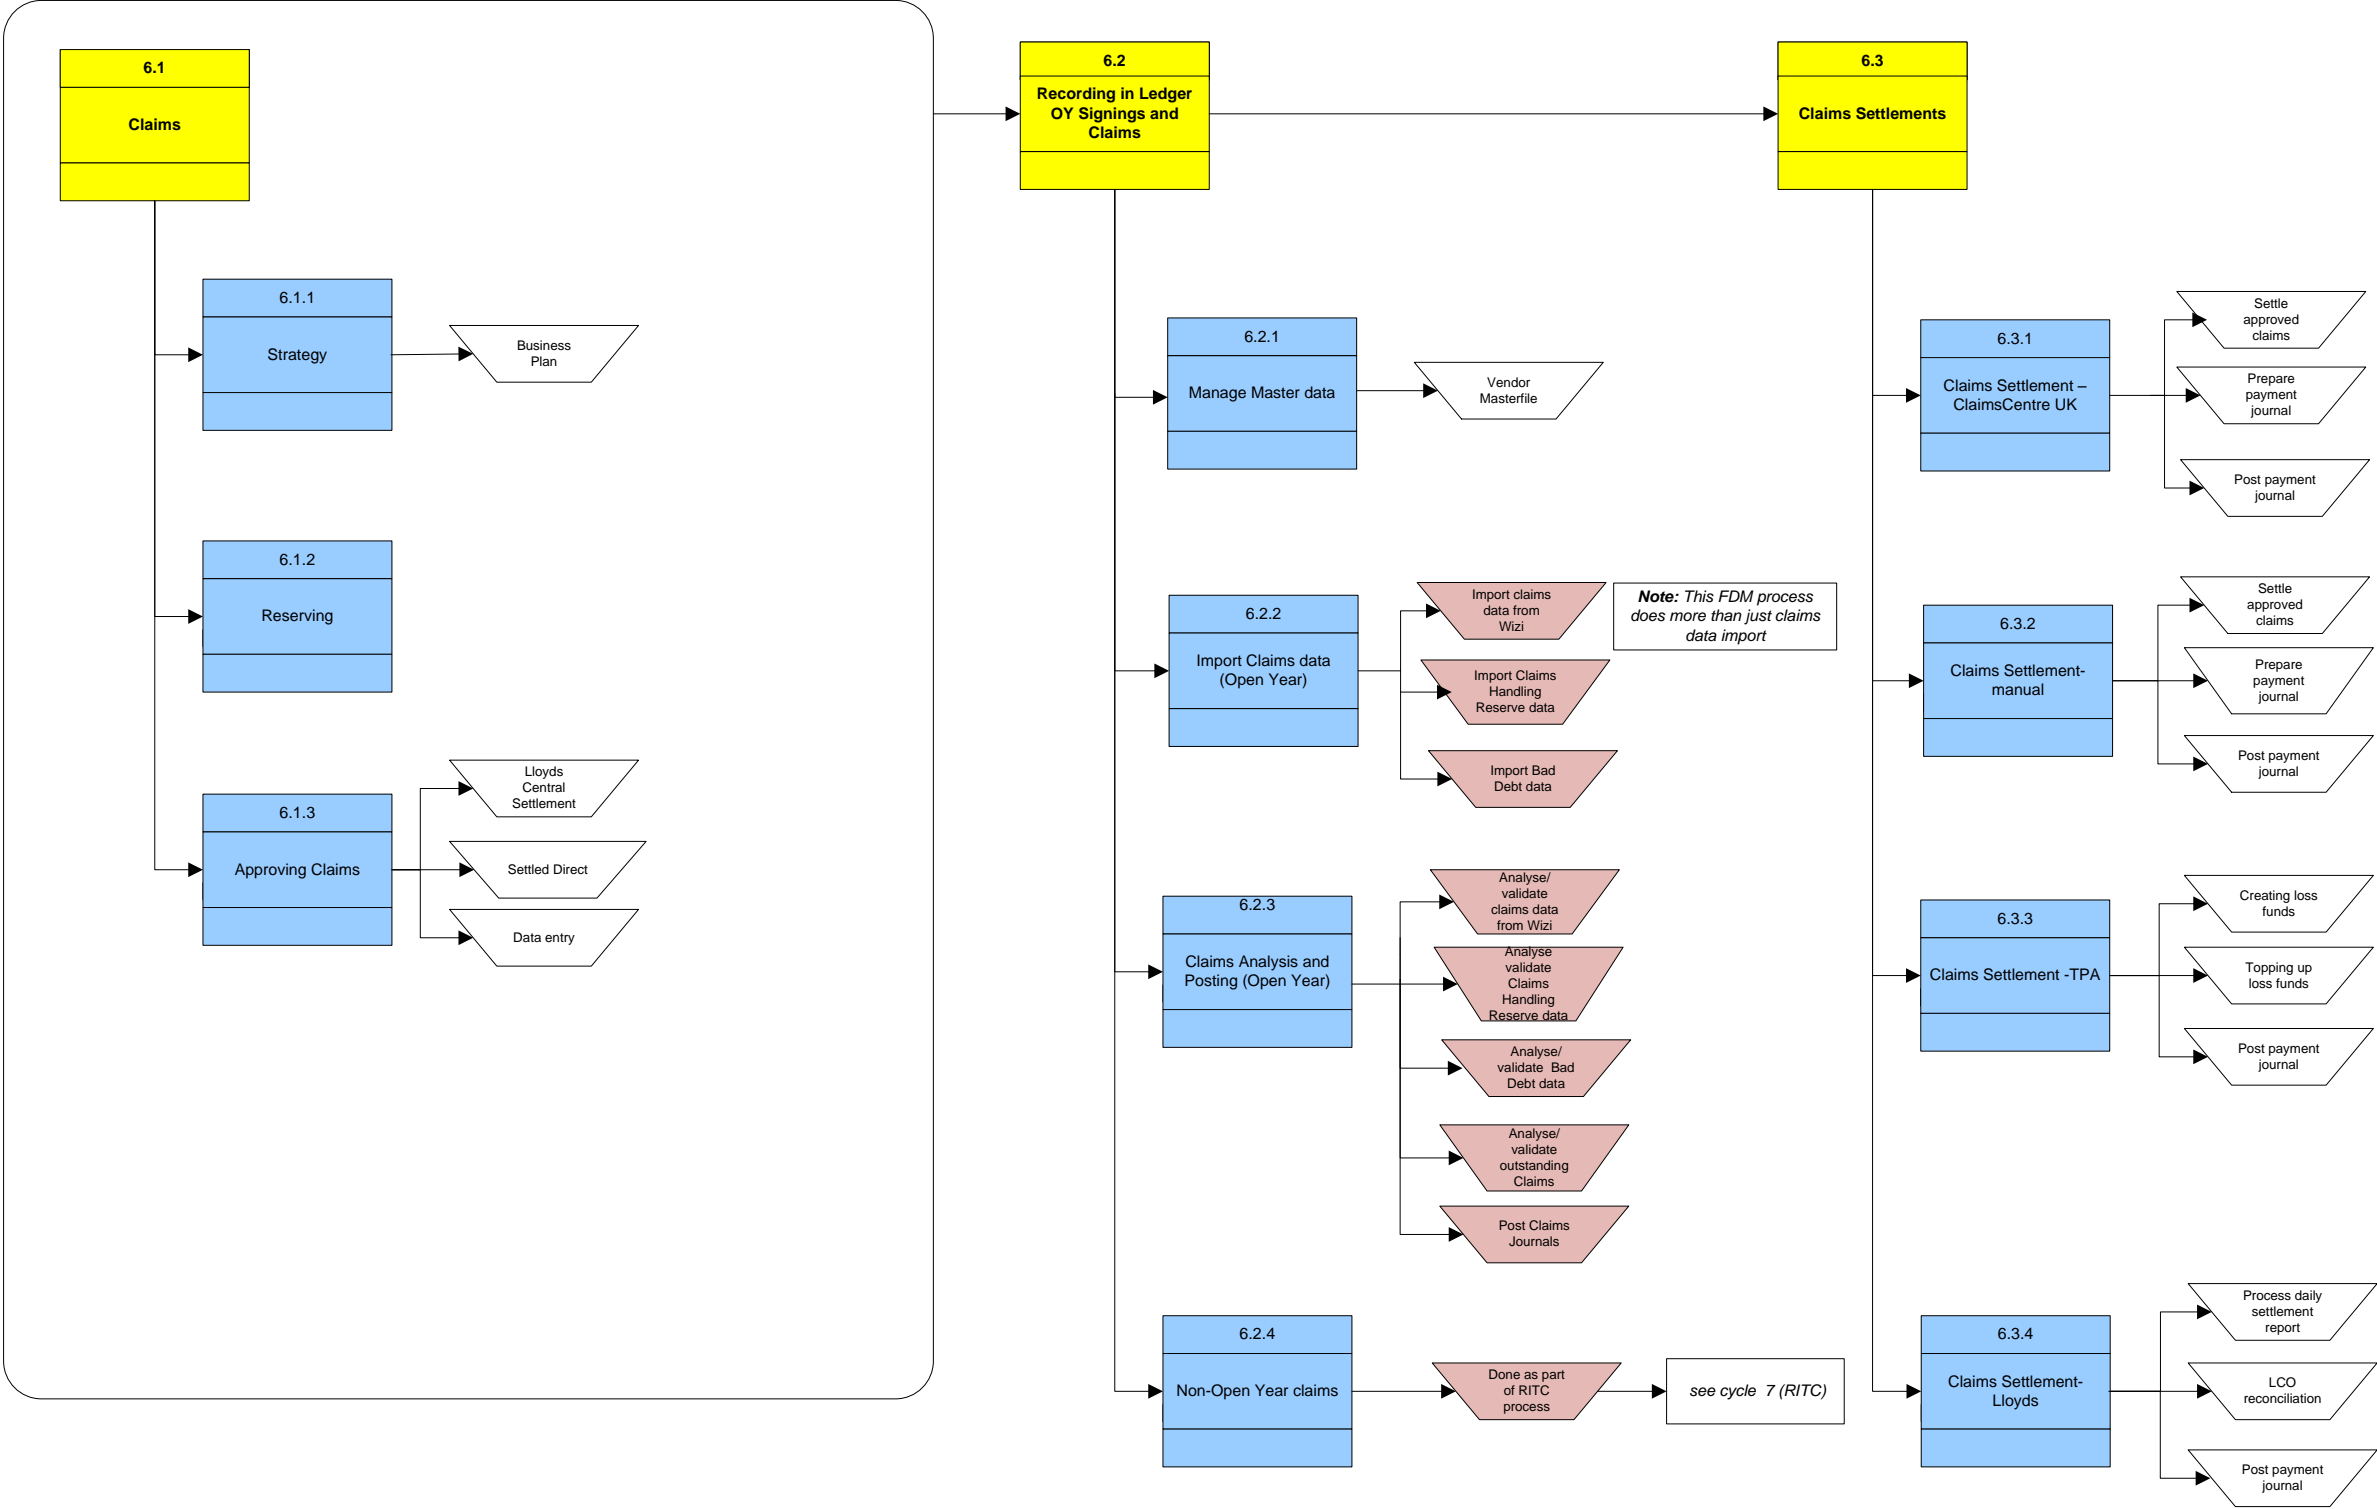 6.1
Claims
6.1.1
Strategy
Business
Plan
6.1.2
Reserving
6.1.3
Approving Claims
Lloyds
Central
Settlement
Settled Direct
Data entry
6.2
Recording in Ledger
OY Signings and
Claims
6.2.1
Manage Master data
Vendor
Masterfile
6.2.2
Import Claims data
(Open Year)
Import claims
data from
Wizi
Note: This FDM process
does more than just claims
data import
Import Claims
Handling
Reserve data
Import Bad
Debt data
6.2.3
Claims Analysis and
Posting (Open Year)
Analyse/
validate
claims data
from Wizi
Analyse
validate
Claims
Handling
Reserve data
Analyse/
validate  Bad
Debt data
Analyse/
validate
outstanding
Claims
Post Claims
Journals
6.2.4
Non-Open Year claims
Done as part
of RITC
process
see cycle  7 (RITC)
6.3
Claims Settlements
6.3.1
Claims Settlement –
ClaimsCentre UK
Settle
approved
claims
Prepare
payment
journal
Post payment
journal
6.3.2
Claims Settlement-
manual
Settle
approved
claims
Prepare
payment
journal
Post payment
journal
6.3.3
Claims Settlement -TPA
Creating loss
funds
Topping up
loss funds
Post payment
journal
6.3.4
Claims Settlement-
Lloyds
Process daily
settlement
report
LCO
reconciliation
Post payment
journal